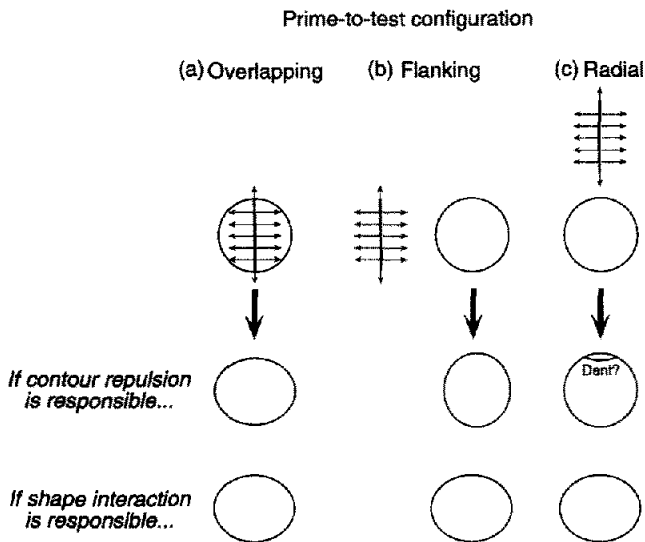 Prime-to-test configuration
(a) Overlapping (b) Flanking (c) Radial
If contour repulsion
is responsible...
Dent?
If shape interaction
is responsible...